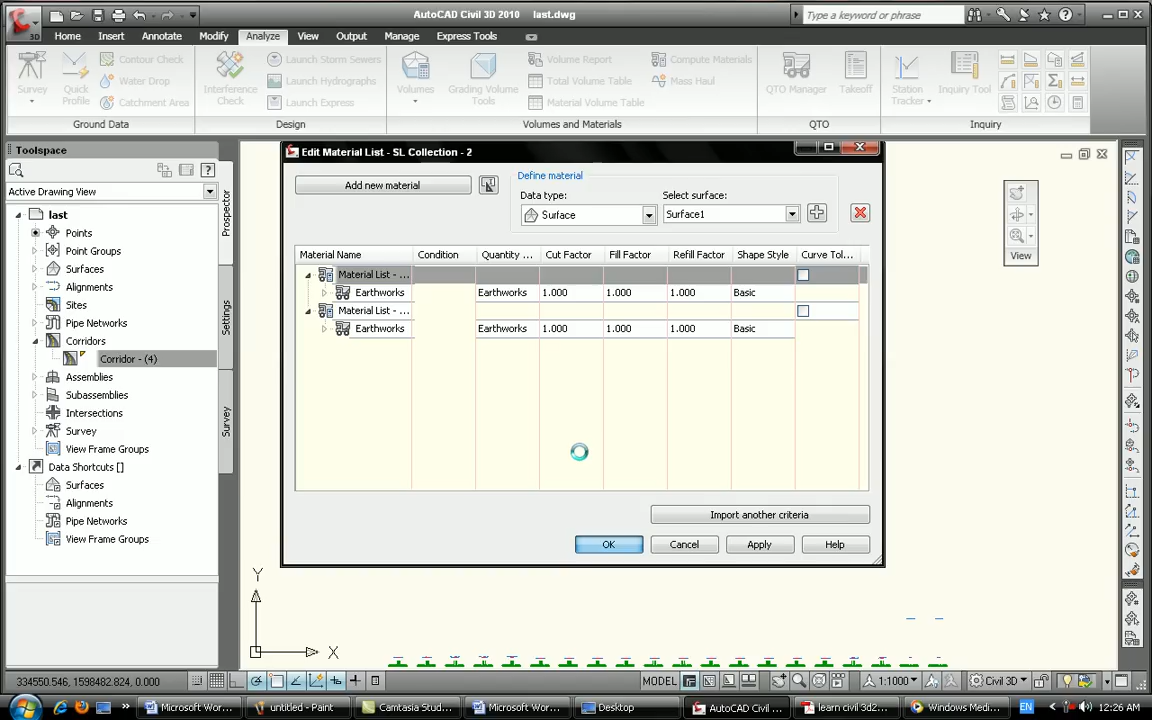 AutoCAD Civil 3D 2010 last.dwg
Type a keyword or phrase
3D
Home Insert Annotate Modify Analyze View Output Manage Express Tools
Survey
Quick Profile
Contour Check
Water Drop
Catchment Area
Ground Data
Interference Check
Launch Storm Sewers
Launch Hydrographs
Launch Express
Design
Volumes
Grading Volume Tools
Volume Report
Total Volume Table
Material Volume Table
Compute Materials
Mass Haul
Volumes and Materials
QTO Manager
Takeoff
QTO
Station Tracker
Inquiry Tool
Inquiry
Toolspace
Active Drawing View
last
Points
Point Groups
Surfaces
Alignments
Sites
Pipe Networks
Corridors
Corridor - (4)
Assemblies
Subassemblies
Intersections
Survey
View Frame Groups
Data Shortcuts []
Surfaces
Alignments
Pipe Networks
View Frame Groups
Prospector
Settings
Survey
Edit Material List - SL Collection - 2
Add new material
Define material
Data type:
Surface
Select surface:
Surface1
Material Name Condition Quantity ... Cut Factor Fill Factor Refill Factor Shape Style Curve Tol...
Material List - ...
Earthworks Earthworks 1.000 1.000 1.000 Basic
Material List - ...
Earthworks Earthworks 1.000 1.000 1.000 Basic
Import another criteria
OK Cancel Apply Help
View
Y
X
334550.546, 1598482.824, 0.000
MODEL
1:1000
Civil 3D
Microsoft Wor...
untitled - Paint
Camtasia Stud...
Microsoft Wor...
Desktop
AutoCAD Civil ...
learn civil 3d2...
Windows Medi...
EN
12:26 AM